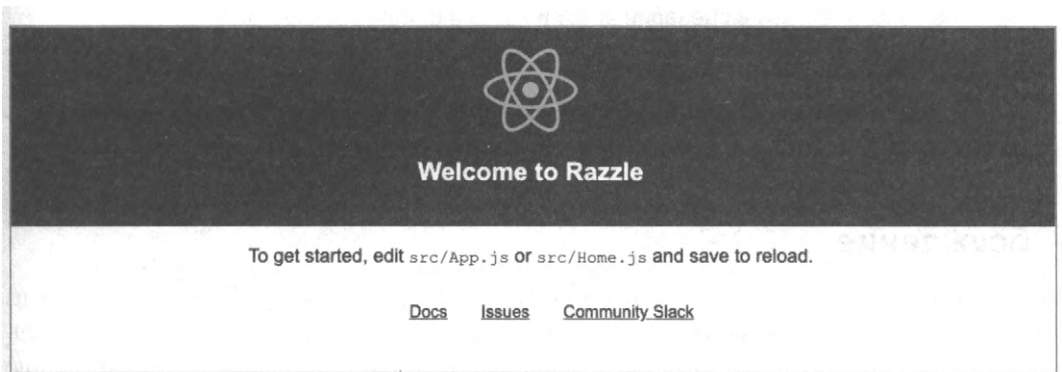 Welcome to Razzle
To get started, edit src/App.js or src/Home.js and save to reload.
Docs Issues Community Slack